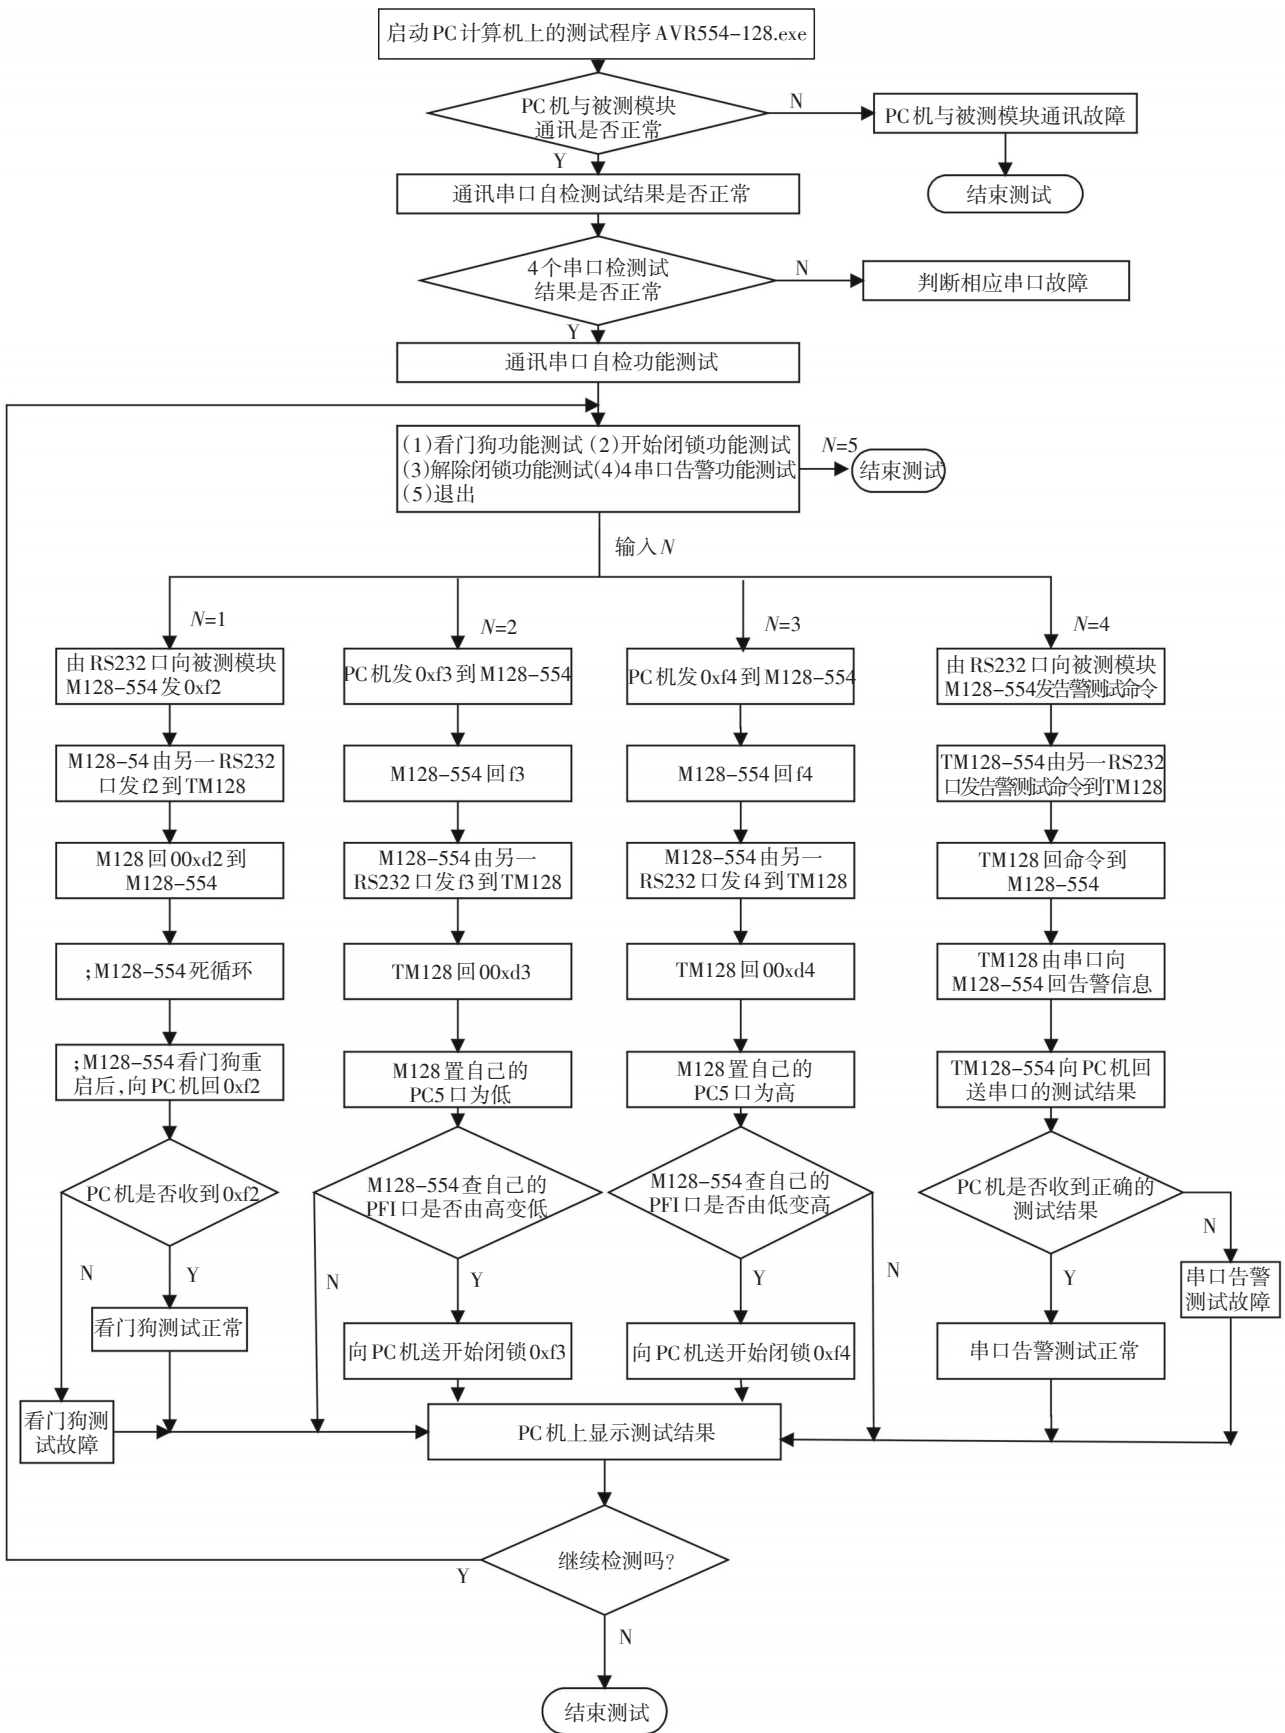 启动PC计算机上的测试程序AVR554-128.exe
PC机与被测模块
通讯是否正常
N
PC机与被测模块通讯故障
Y
结束测试
通讯串口自检测试结果是否正常
4个串口检测试
结果是否正常
N
判断相应串口故障
Y
通讯串口自检功能测试
(1)看门狗功能测试(2)开始闭锁功能测试
(3)解除闭锁功能测试(4)4串口告警功能测试
(5)退出
N=5
结束测试
输入N
N=1
N=2
N=3
N=4
由RS232口向被测模块
M128-554发0xf2
M128-54由另一RS232
口发f2到TM128
M128回00xd2到
M128-554
;M128-554死循环
;M128-554看门狗重
启后,向PC机回0xf2
PC机是否收到0xf2
N
Y
看门狗测试正常
看门狗测
试故障
PC机发0xf3到M128-554
M128-554回f3
M128-554由另一
RS232口发f3到TM128
TM128回00xd3
M128置自己的
PC5口为低
M128-554查自己的
PFI口是否由高变低
N
Y
向PC机送开始闭锁0xf3
PC机发0xf4到M128-554
M128-554回f4
M128-554由另一
RS232口发f4到TM128
TM128回00xd4
M128置自己的
PC5口为高
M128-554查自己的
PFI口是否由低变高
Y
N
向PC机送开始闭锁0xf4
由RS232口向被测模块
M128-554发告警测试命令
TM128-554由另一RS232
口发告警测试命令到TM128
TM128回命令到
M128-554
TM128由串口向
M128-554回告警信息
TM128-554向PC机回
送串口的测试结果
PC机是否收到正确的
测试结果
N
Y
串口告警
测试故障
串口告警测试正常
PC机上显示测试结果
继续检测吗?
Y
N
结束测试